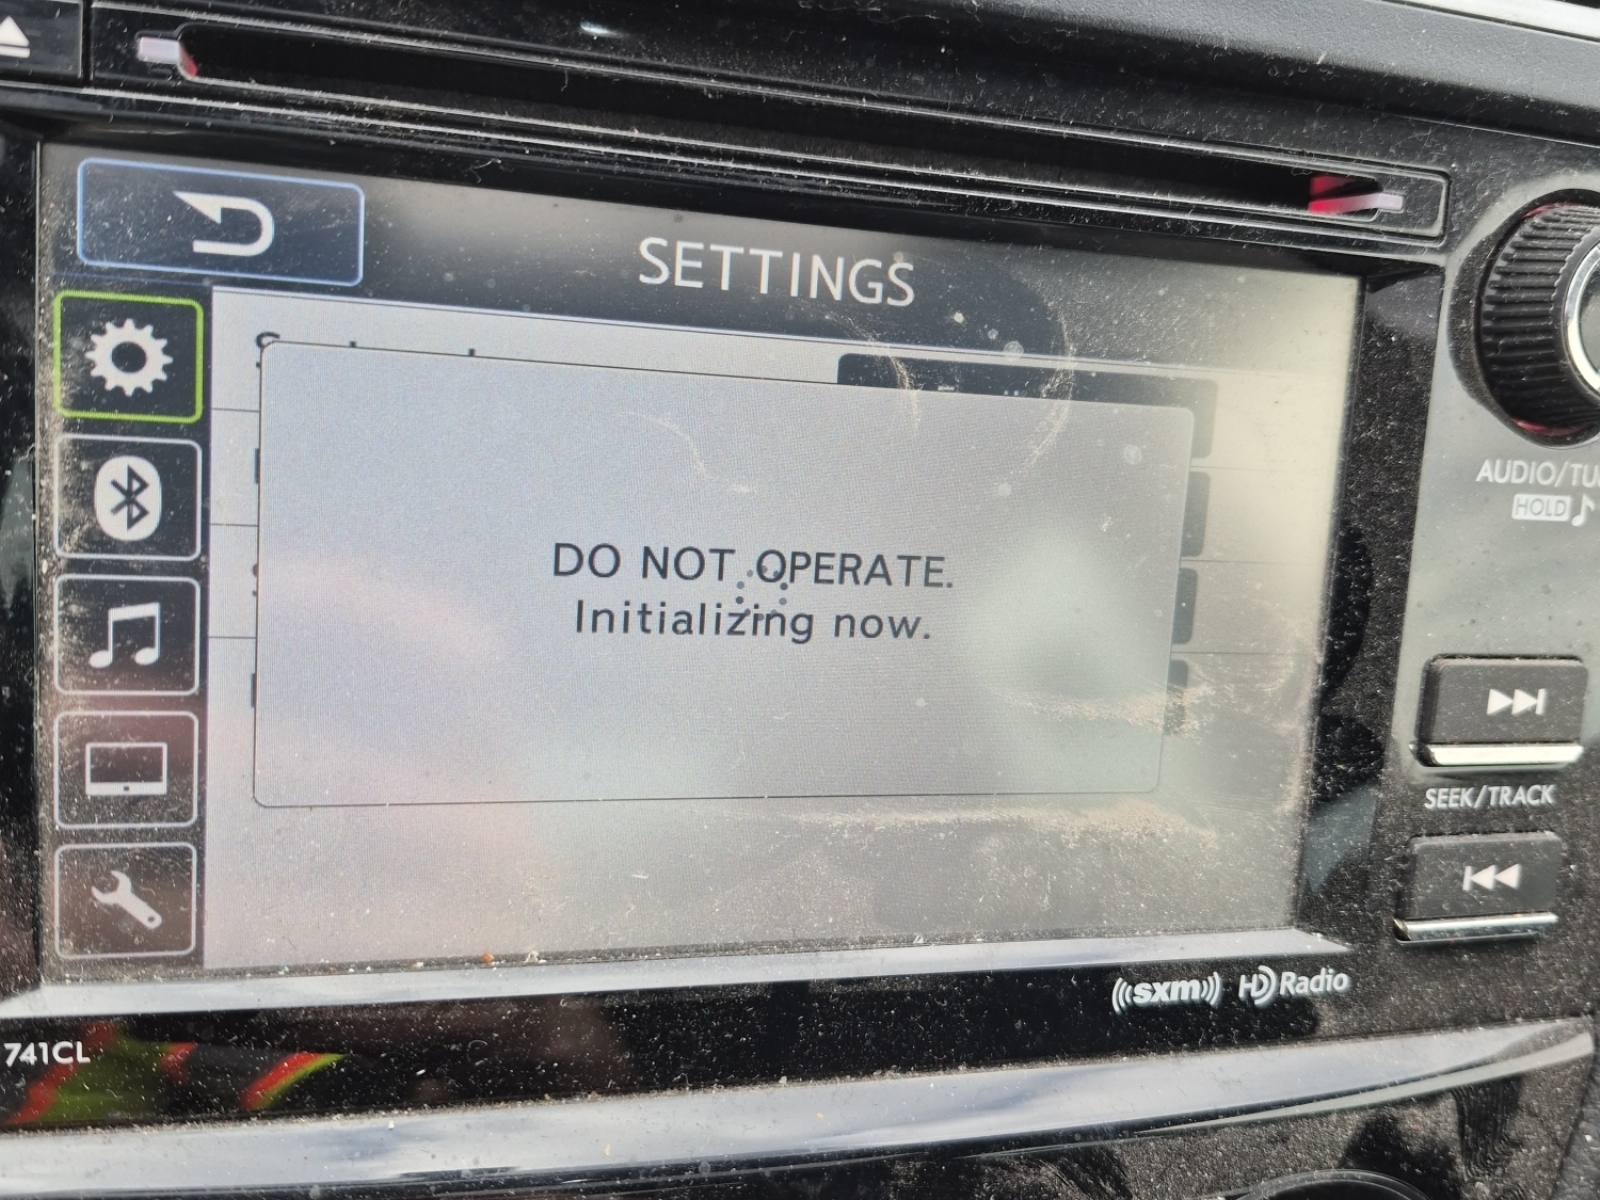 SETTINGS
DO NOT OPERATE.
Initializing now.
AUDIO/TU
HOLD
SEEK/TRACK
sxm HD Radio
741CL